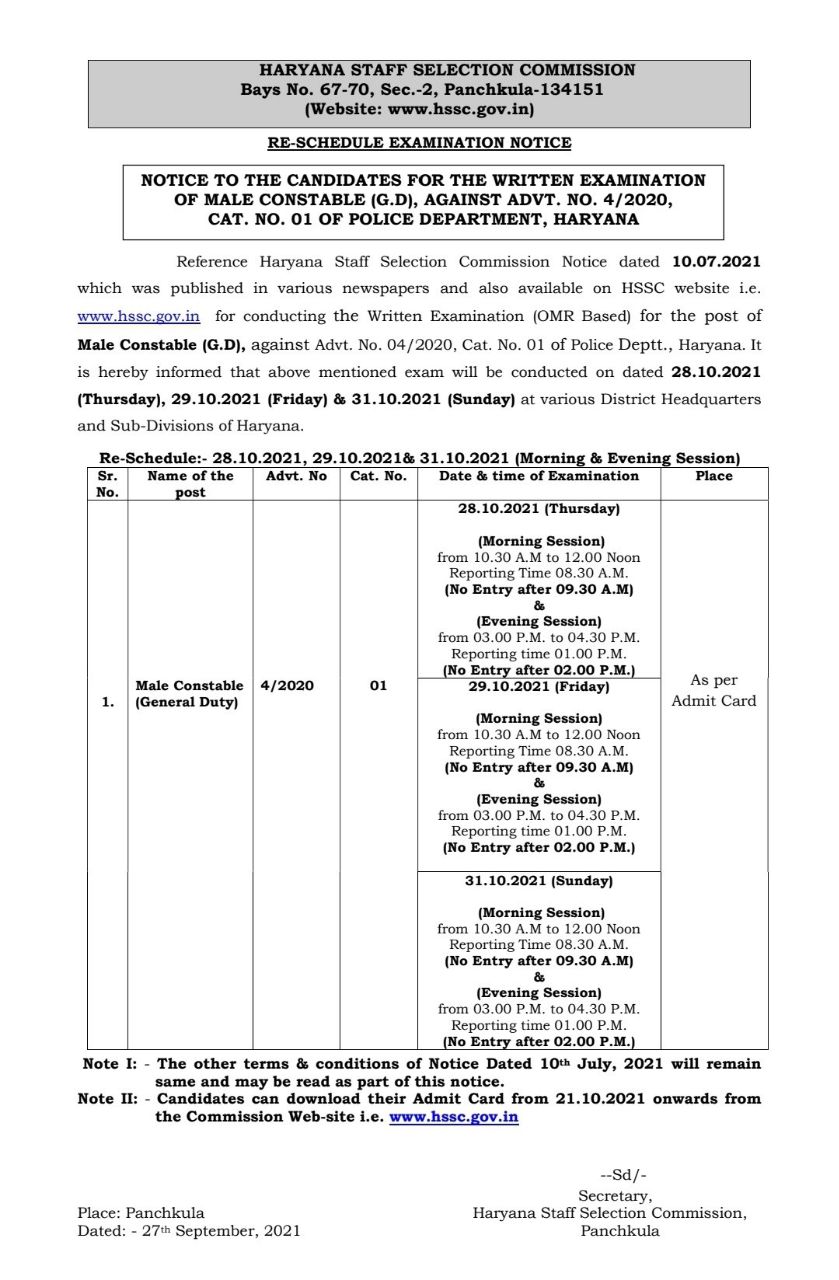 HARYANA STAFF SELECTION COMMISSION
Bays No. 67-70, Sec.-2, Panchkula-134151
(Website: www.hssc.gov.in)
RE-SCHEDULE EXAMINATION NOTICE
NOTICE TO THE CANDIDATES FOR THE WRITTEN EXAMINATION
OF MALE CONSTABLE (G.D), AGAINST ADVT. NO. 4/2020,
CAT. NO. 01 OF POLICE DEPARTMENT, HARYANA
Reference Haryana Staff Selection Commission Notice dated 10.07.2021
which was published in various newspapers and also available on HSSC website i.e.
www.hssc.gov.in for conducting the Written Examination (OMR Based) for the post of
Male Constable (G.D), against Advt. No. 04/2020, Cat. No. 01 of Police Deptt., Haryana. It
is hereby informed that above mentioned exam will be conducted on dated 28.10.2021
(Thursday), 29.10.2021 (Friday) & 31.10.2021 (Sunday) at various District Headquarters
and Sub-Divisions of Haryana.
Re-Schedule:- 28.10.2021, 29.10.2021& 31.10.2021 (Morning & Evening Session)
Sr. No. Name of the post Advt. No Cat. No. Date & time of Examination Place
1. Male Constable (General Duty) 4/2020 01
28.10.2021 (Thursday)
(Morning Session)
from 10.30 A.M to 12.00 Noon
Reporting Time 08.30 A.M.
(No Entry after 09.30 A.M)
&
(Evening Session)
from 03.00 P.M. to 04.30 P.M.
Reporting time 01.00 P.M.
(No Entry after 02.00 P.M.)
29.10.2021 (Friday)
(Morning Session)
from 10.30 A.M to 12.00 Noon
Reporting Time 08.30 A.M.
(No Entry after 09.30 A.M)
&
(Evening Session)
from 03.00 P.M. to 04.30 P.M.
Reporting time 01.00 P.M.
(No Entry after 02.00 P.M.)
31.10.2021 (Sunday)
(Morning Session)
from 10.30 A.M to 12.00 Noon
Reporting Time 08.30 A.M.
(No Entry after 09.30 A.M)
&
(Evening Session)
from 03.00 P.M. to 04.30 P.M.
Reporting time 01.00 P.M.
(No Entry after 02.00 P.M.)
As per
Admit Card
Note I: - The other terms & conditions of Notice Dated 10th July, 2021 will remain
same and may be read as part of this notice.
Note II: - Candidates can download their Admit Card from 21.10.2021 onwards from
the Commission Web-site i.e. www.hssc.gov.in
--Sd/-
Secretary,
Place: Panchkula Haryana Staff Selection Commission,
Dated: - 27th September, 2021 Panchkula